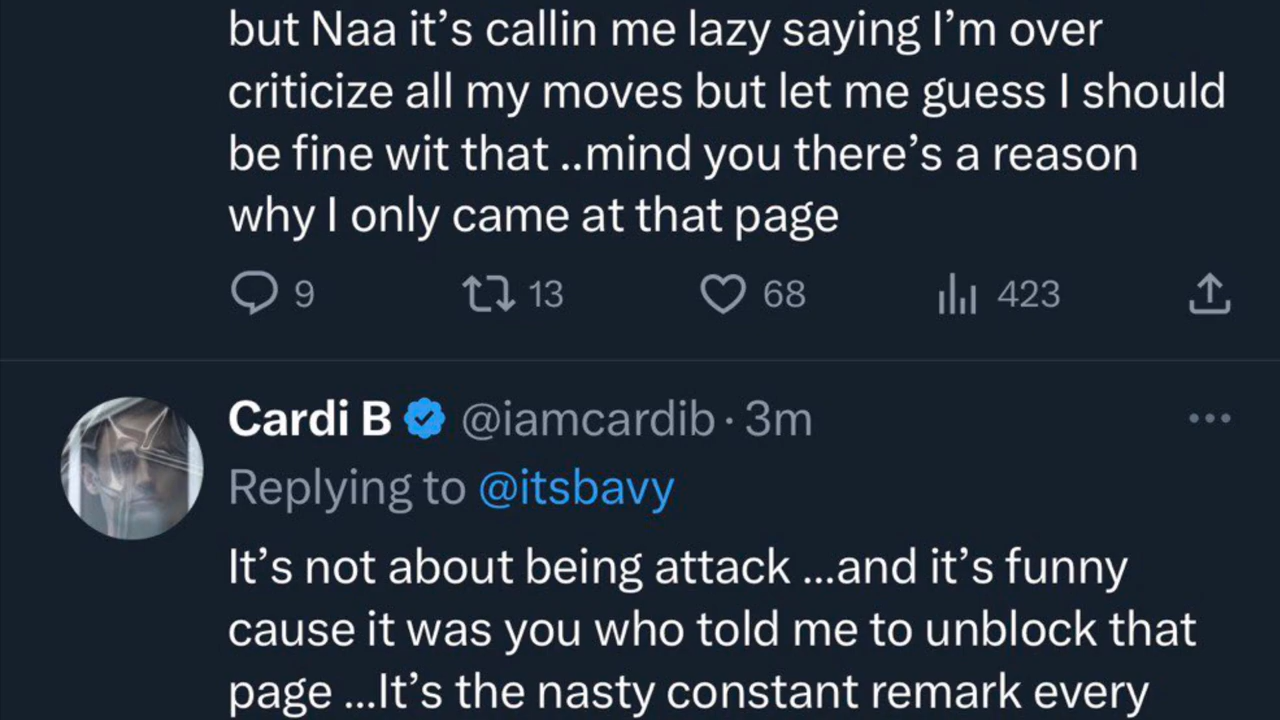 but Naa it’s callin me lazy saying I’m over
criticize all my moves but let me guess I should
be fine wit that ..mind you there’s a reason
why I only came at that page
9 13 68 423
Cardi B @iamcardib · 3m
Replying to @itsbavy
It’s not about being attack ...and it’s funny
cause it was you who told me to unblock that
page ...It’s the nasty constant remark every